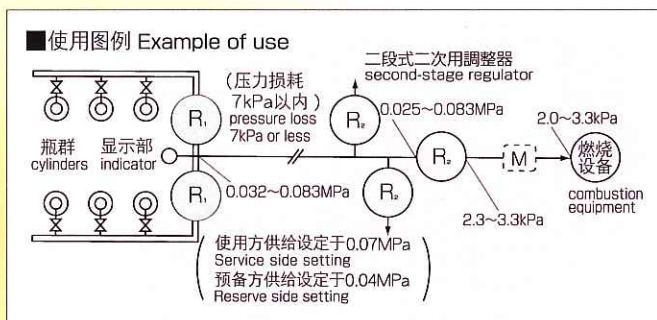 ■使用图例 Example of use
二段式二次用調整器
second-stage regulator
(压力损耗
7kPa以内)
pressure loss
7kPa or less
R₁
R₂
0.025~0.083MPa
2.0~3.3kPa
瓶群
cylinders
显示部
indicator
R₂
M
燃烧
设备
combustion
equipment
R₁
0.032~0.083MPa
R₂
2.3~3.3kPa
(使用方供给设定于0.07MPa
Service side setting
预备方供给设定于0.04MPa
Reserve side setting)